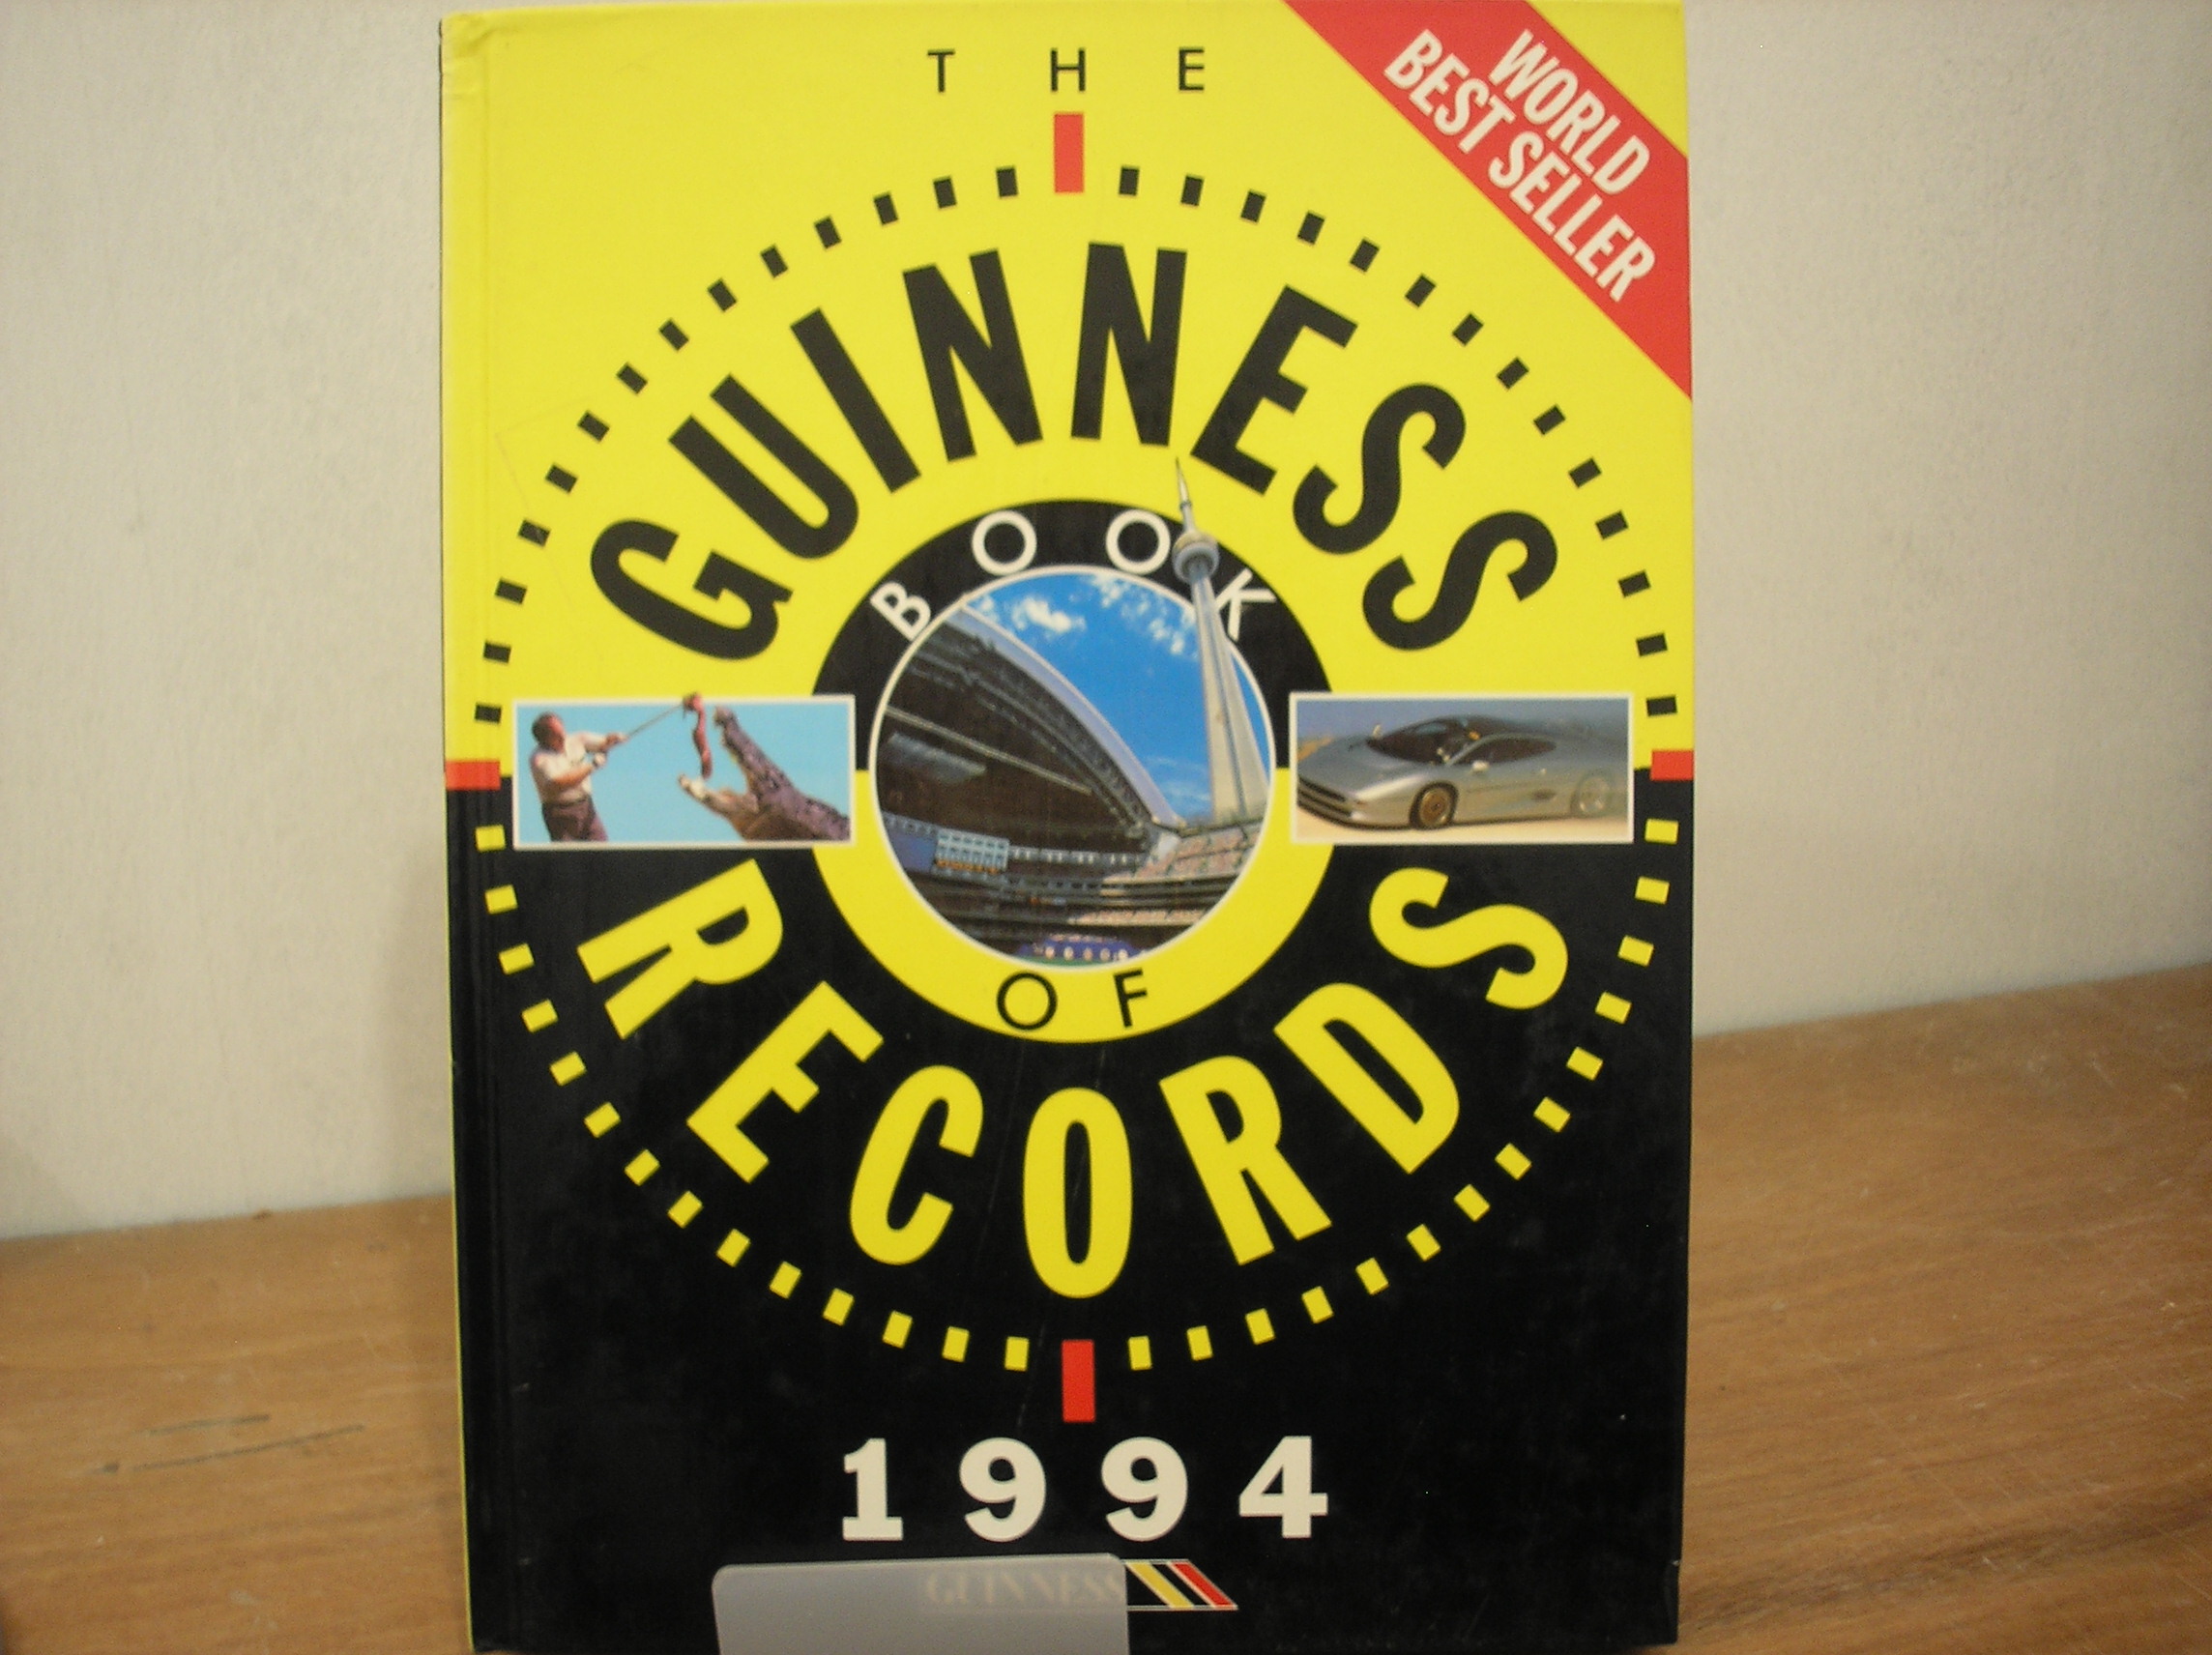 THE
WORLD
BEST SELLER
GUINNESS
BOOK
OF
RECORDS
1994
GUINNESS